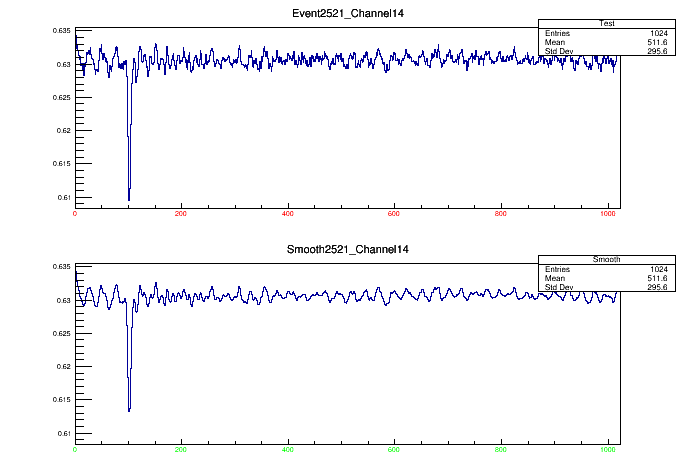 Event2521_Channel14
Test
Entries 1024
Mean 511.6
Std Dev 295.6
0.635
0.63
0.625
0.62
0.615
0.61
0 200 400 600 800 1000
Smooth2521_Channel14
Smooth
Entries 1024
Mean 511.6
Std Dev 295.6
0.635
0.63
0.625
0.62
0.615
0.61
0 200 400 600 800 1000